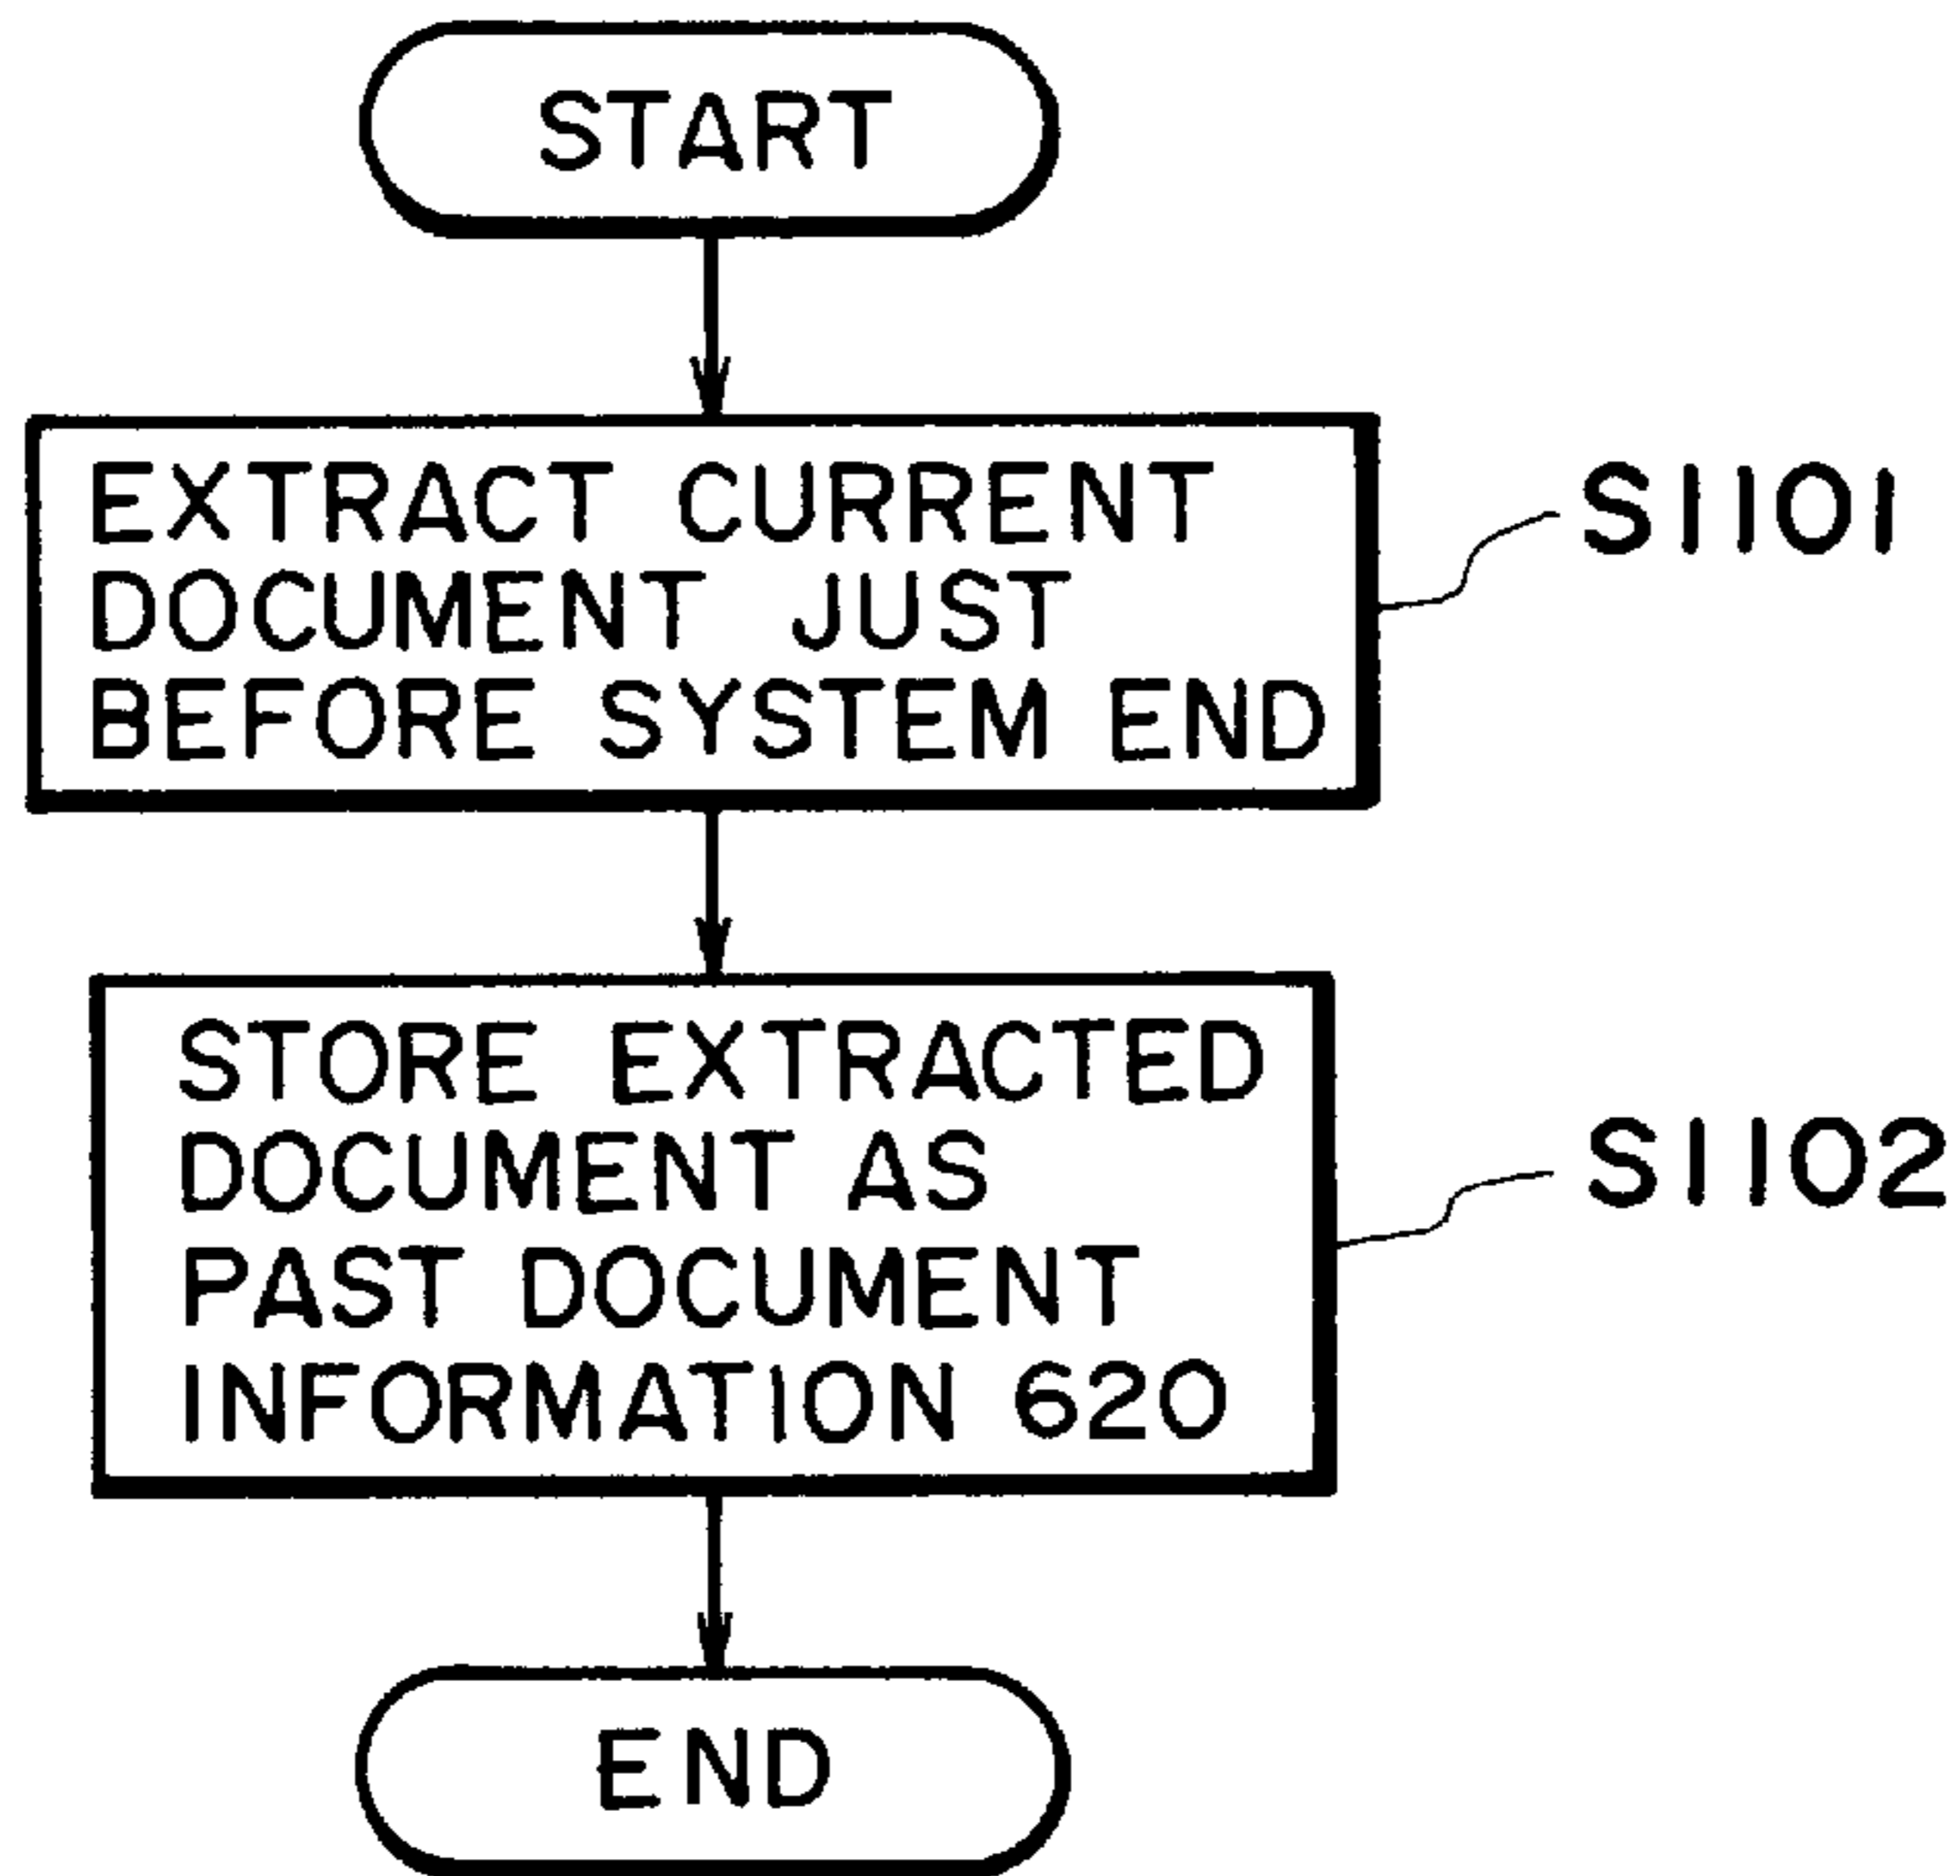 START
EXTRACT CURRENT
DOCUMENT JUST
BEFORE SYSTEM END
S1101
STORE EXTRACTED
DOCUMENT AS
PAST DOCUMENT
INFORMATION 620
S1102
END